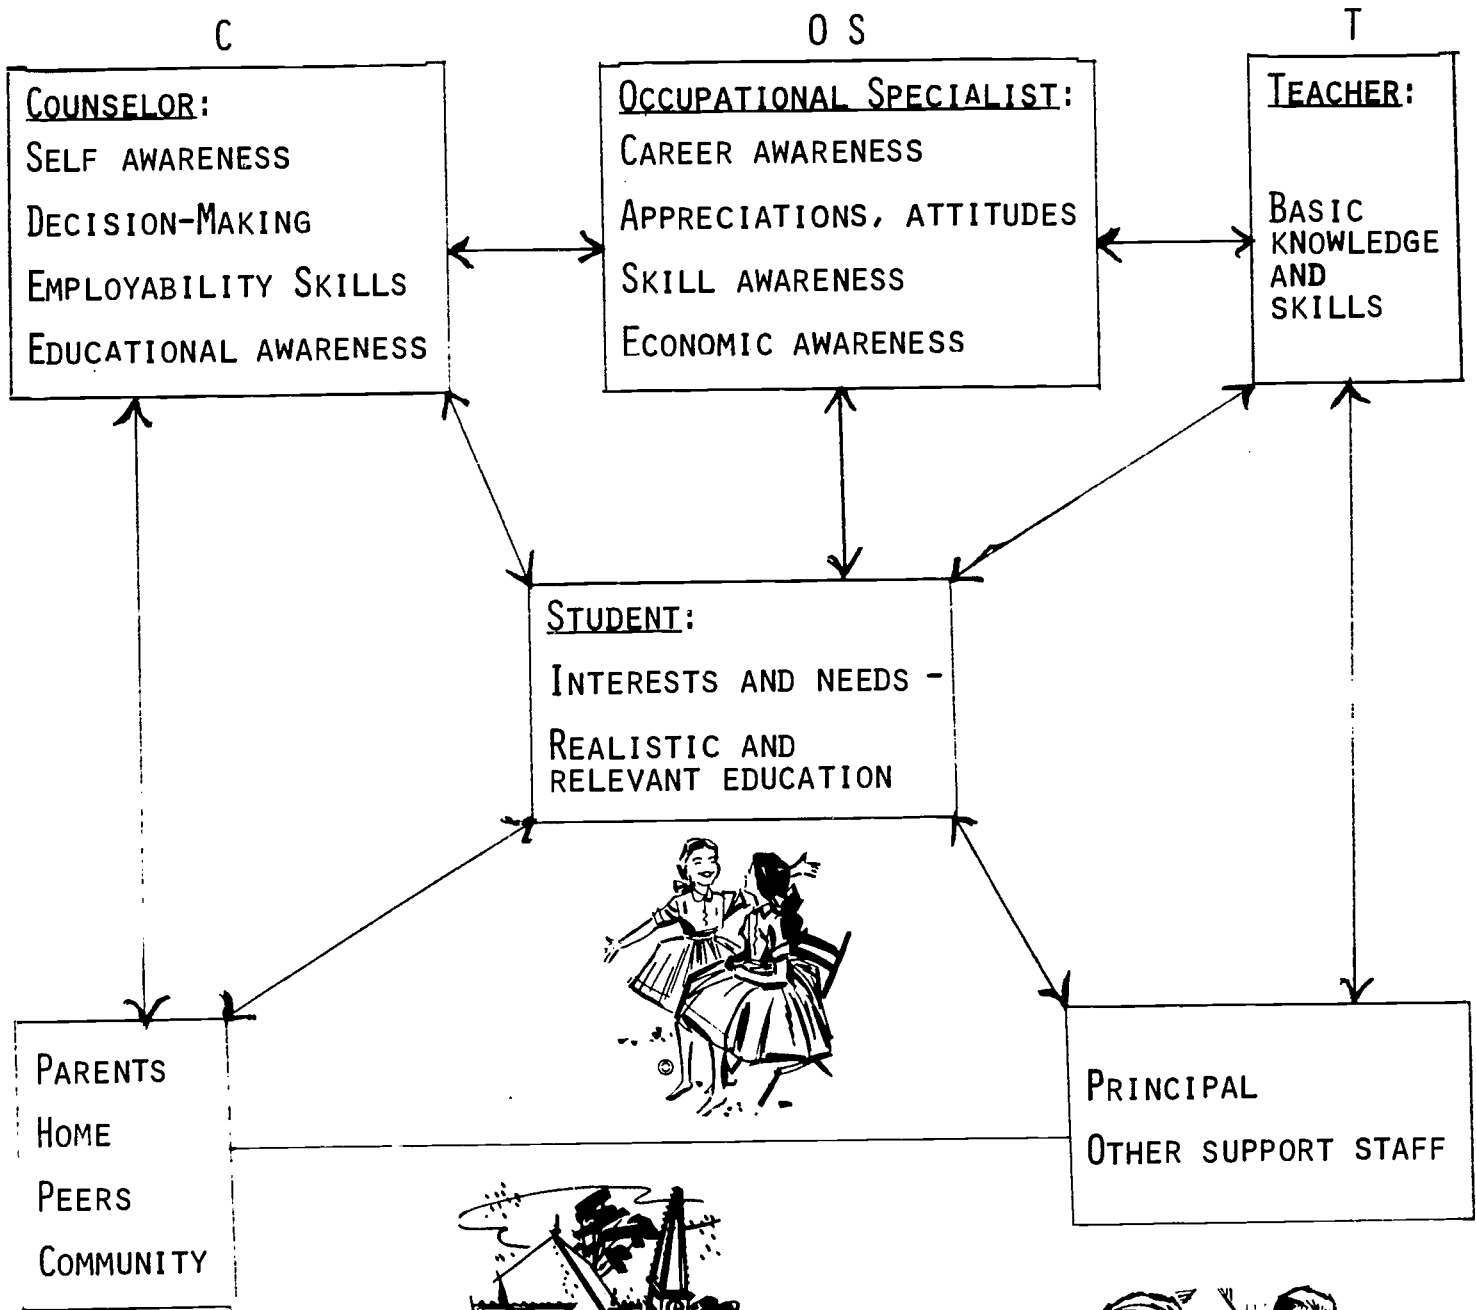 C
COUNSELOR:
SELF AWARENESS
DECISION-MAKING
EMPLOYABILITY SKILLS
EDUCATIONAL AWARENESS
O S
OCCUPATIONAL SPECIALIST:
CAREER AWARENESS
APPRECIATIONS, ATTITUDES
SKILL AWARENESS
ECONOMIC AWARENESS
T
TEACHER:
BASIC
KNOWLEDGE
AND
SKILLS
STUDENT:
INTERESTS AND NEEDS -
REALISTIC AND
RELEVANT EDUCATION
©
PARENTS
HOME
PEERS
COMMUNITY
PRINCIPAL
OTHER SUPPORT STAFF